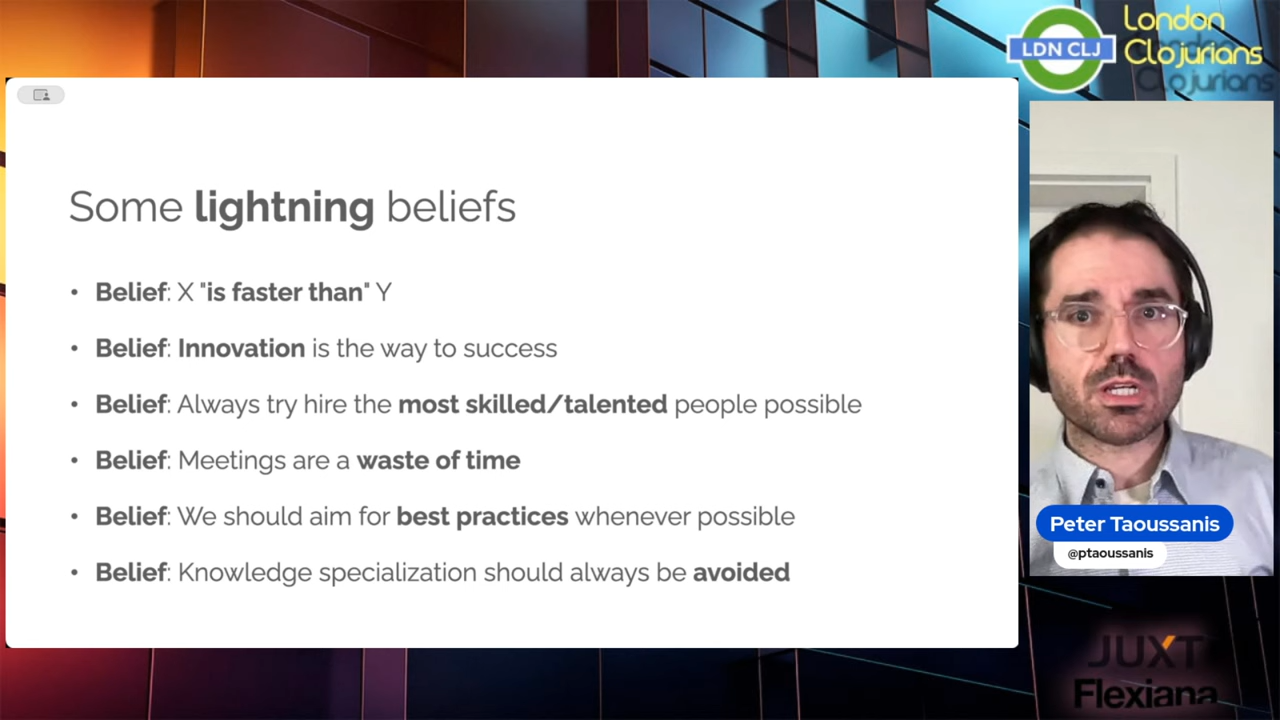 London
Clojurians
LDN CLJ
Clojurians
Some lightning beliefs
• Belief: X "is faster than" Y
• Belief: Innovation is the way to success
• Belief: Always try hire the most skilled/talented people possible
• Belief: Meetings are a waste of time
• Belief: We should aim for best practices whenever possible
• Belief: Knowledge specialization should always be avoided
Peter Taoussanis
@ptaoussanis
JUXT
Flexiana